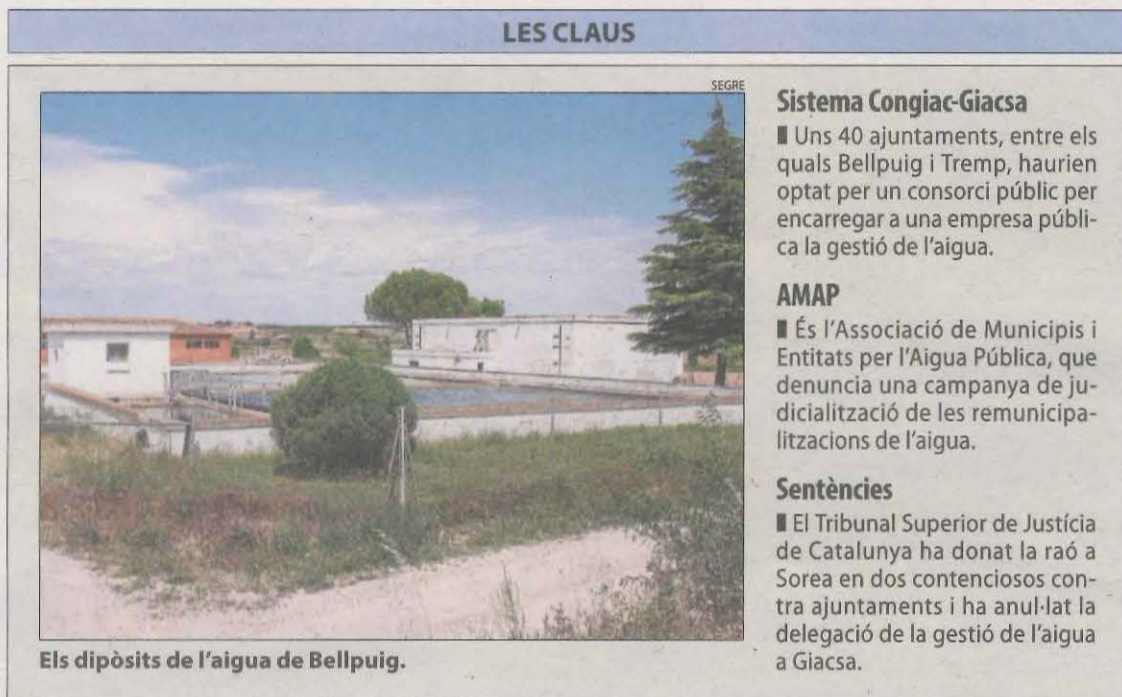 LES CLAUS
SEGRE
Els dipòsits de l'aigua de Bellpuig.
Sistema Congiac-Giacsa
Uns 40 ajuntaments, entre els
quals Bellpuig i Tremp, haurien
optat per un consorci públic per
encarregar a una empresa públi-
ca la gestió de l'aigua.
AMAP
És l'Associació de Municipis i
Entitats per l'Aigua Pública, que
denuncia una campanya de ju-
dicialització de les remunicipa-
litzacions de l'aigua.
Sentències
El Tribunal Superior de Justícia
de Catalunya ha donat la raó a
Sorea en dos contenciosos con-
tra ajuntaments i ha anul·lat la
delegació de la gestió de l'aigua
a Giacsa.